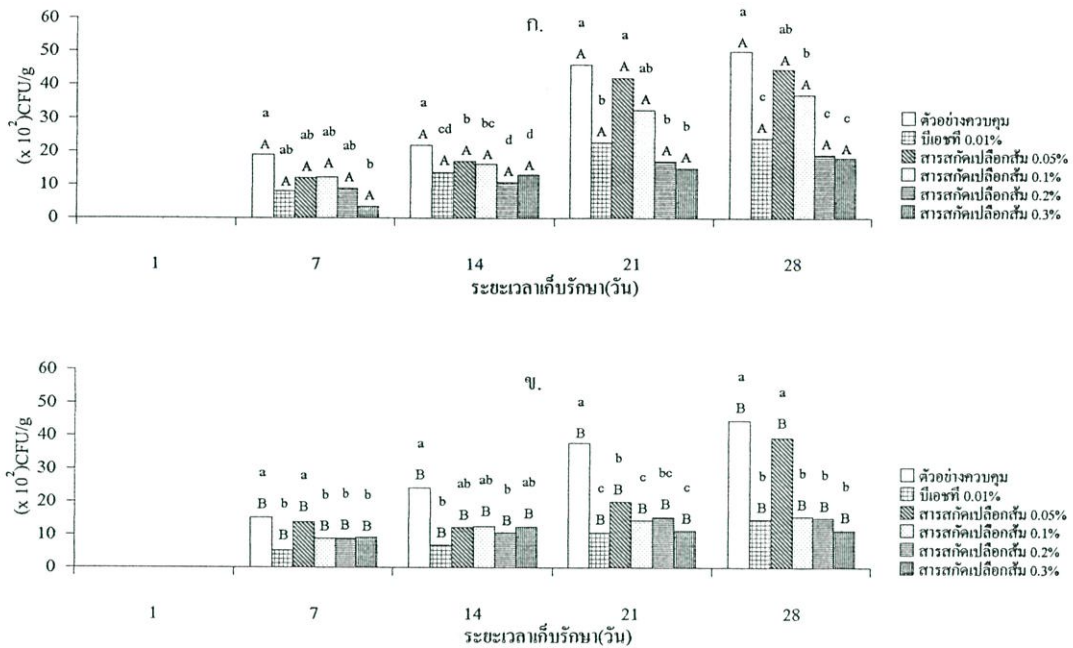 ก.
(x 10²)CFU/g
60
50
40
30
20
10
0
a ab ab ab ab b
A A A A A A
a cd b bc d d
A A A A A A
a b a ab b b
A A A A A A
a c ab b c c
A A A A A A
1 7 14 21 28
ระยะเวลาเก็บรักษา(วัน)
ตัวอย่างควบคุม
บีเอชที 0.01%
สารสกัดเปลือกส้ม 0.05%
สารสกัดเปลือกส้ม 0.1%
สารสกัดเปลือกส้ม 0.2%
สารสกัดเปลือกส้ม 0.3%
ข.
(x 10²)CFU/g
60
50
40
30
20
10
0
a b a b b b
B B B B B B
a b ab ab b ab
B B B B B B
a c b c bc c
B B B B B B
a b a b b b
B B B B B B
1 7 14 21 28
ระยะเวลาเก็บรักษา(วัน)
ตัวอย่างควบคุม
บีเอชที 0.01%
สารสกัดเปลือกส้ม 0.05%
สารสกัดเปลือกส้ม 0.1%
สารสกัดเปลือกส้ม 0.2%
สารสกัดเปลือกส้ม 0.3%